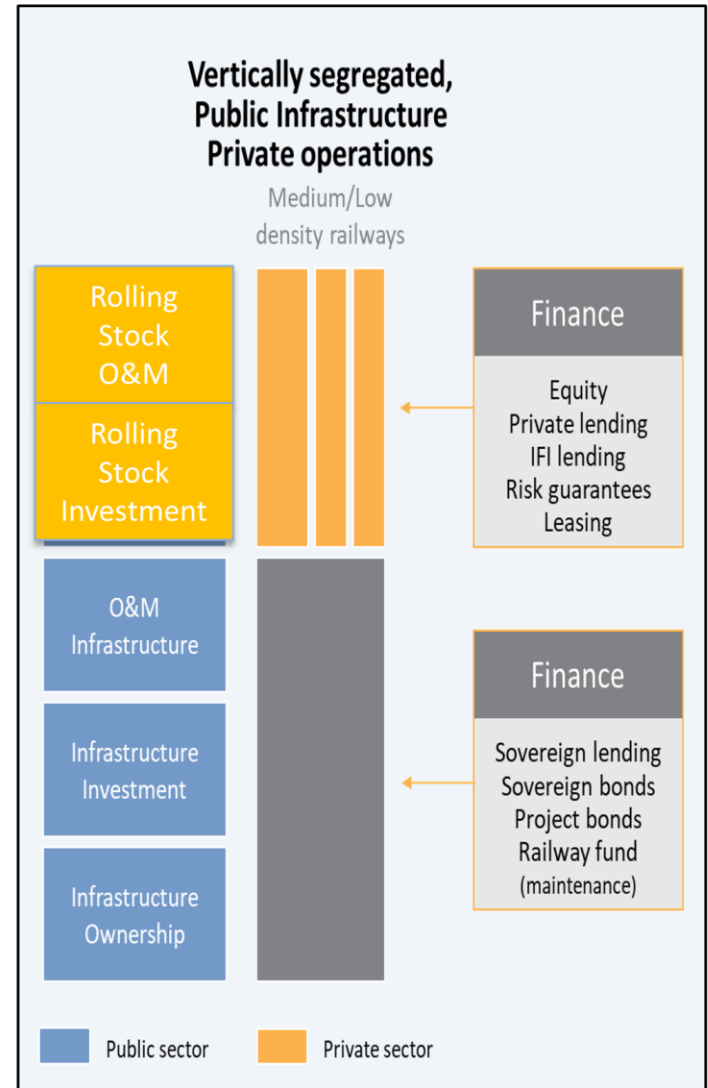 Vertically segregated,
Public Infrastructure
Private operations
Medium/Low
density railways
Rolling
Stock
O&M
Rolling
Stock
Investment
O&M
Infrastructure
Infrastructure
Investment
Infrastructure
Ownership
Finance
Equity
Private lending
IFI lending
Risk guarantees
Leasing
Finance
Sovereign lending
Sovereign bonds
Project bonds
Railway fund
(maintenance)
Public sector
Private sector